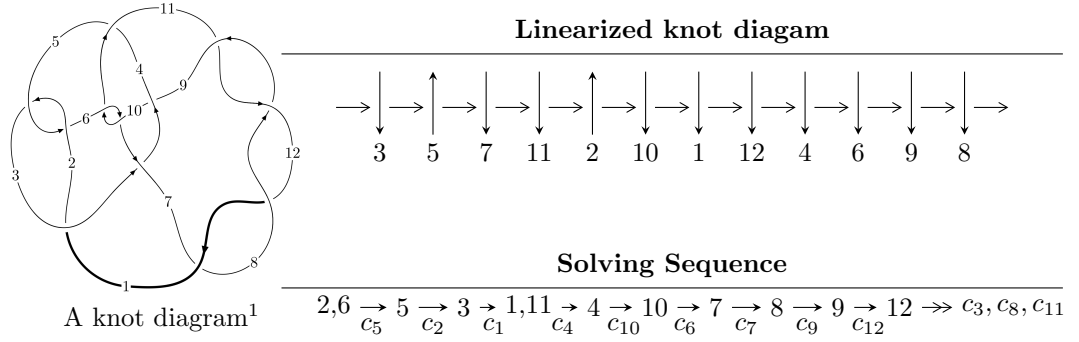 11
5
4
9
10
6
2
3
12
7
8
1
A knot diagram¹
Linearized knot diagam
3 5 7 11 2 10 1 12 4 6 9 8
Solving Sequence
2,6 → 5 → 3 → 1,11 → 4 → 10 → 7 → 8 → 9 → 12 ↠ c₃, c₈, c₁₁
c₅ c₂ c₁ c₄ c₁₀ c₆ c₇ c₉ c₁₂